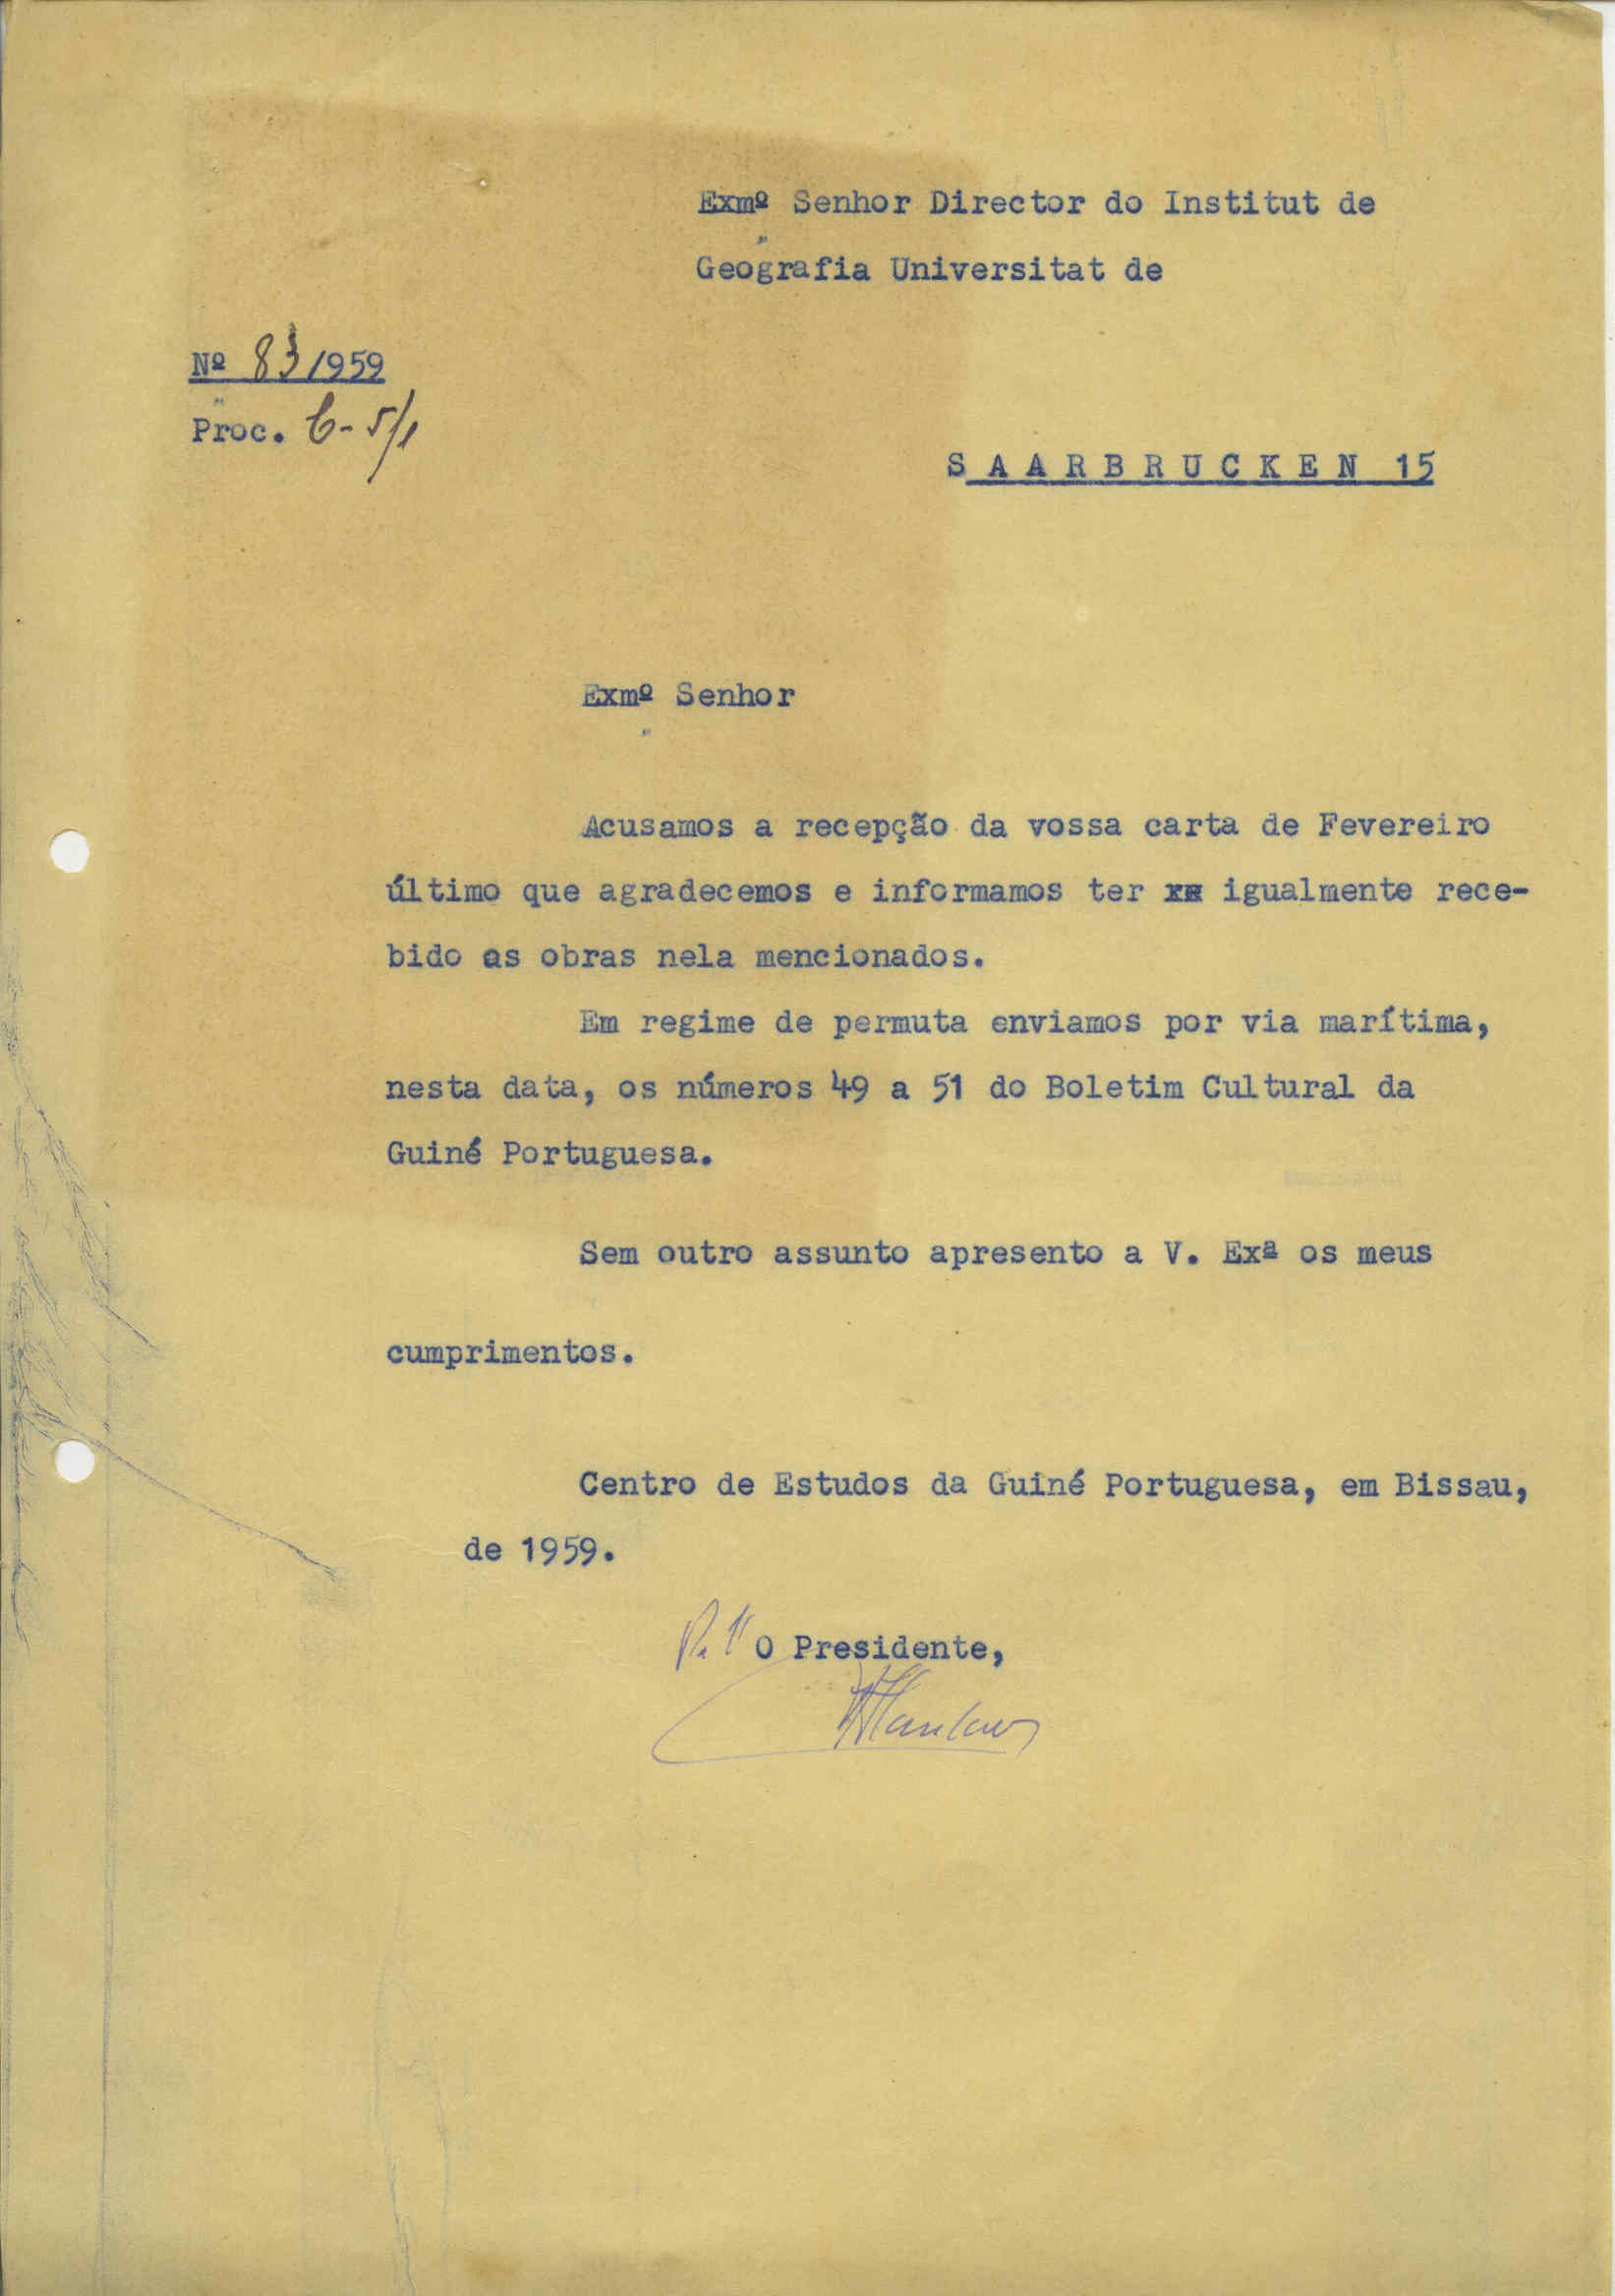 Exmº Senhor Director do Institut de
Geografia Universitat de
Nº 83/1959
Proc. 6-5/1
SAARBRUCKEN 15
Exmº Senhor
Acusamos a recepção da vossa carta de Fevereiro
último que agradecemos e informamos ter xx igualmente rece-
bido as obras nela mencionados.
Em regime de permuta enviamos por via marítima,
nesta data, os números 49 a 51 do Boletim Cultural da
Guiné Portuguesa.
Sem outro assunto apresento a V. Exª os meus
cumprimentos.
Centro de Estudos da Guiné Portuguesa, em Bissau,
de 1959.
O Presidente,